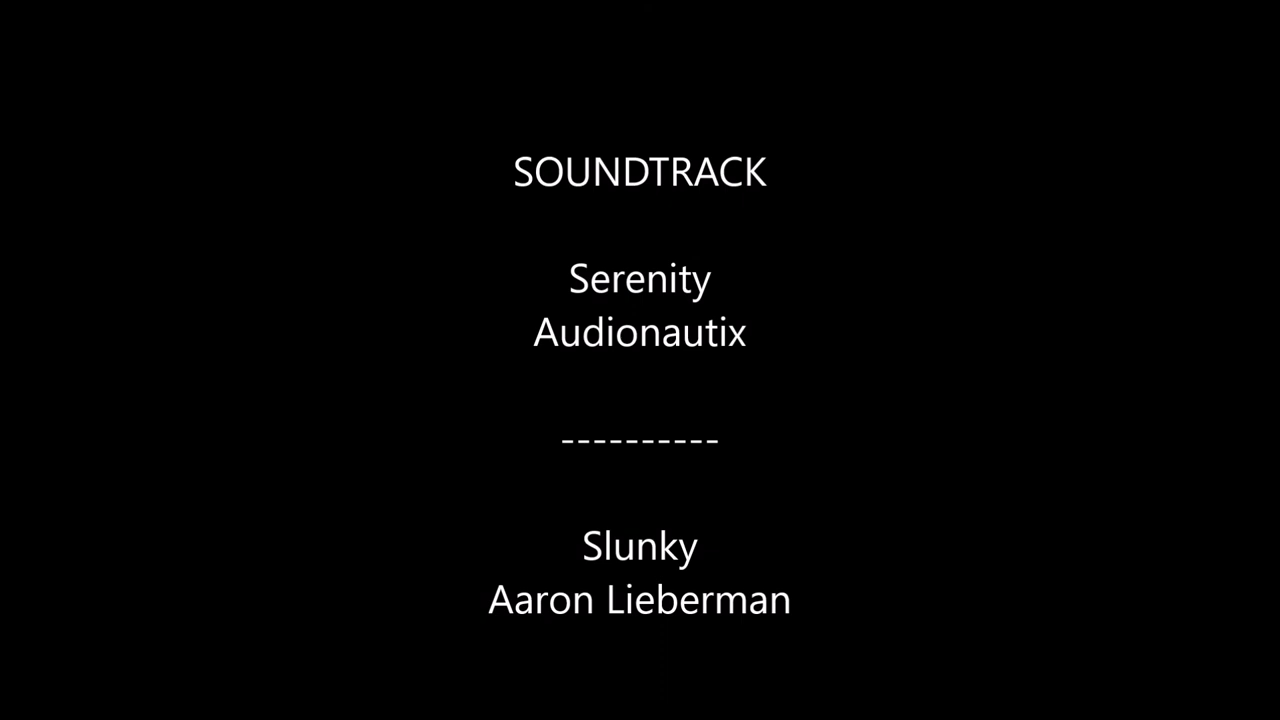 SOUNDTRACK
Serenity
Audionautix
----------
Slunky
Aaron Lieberman